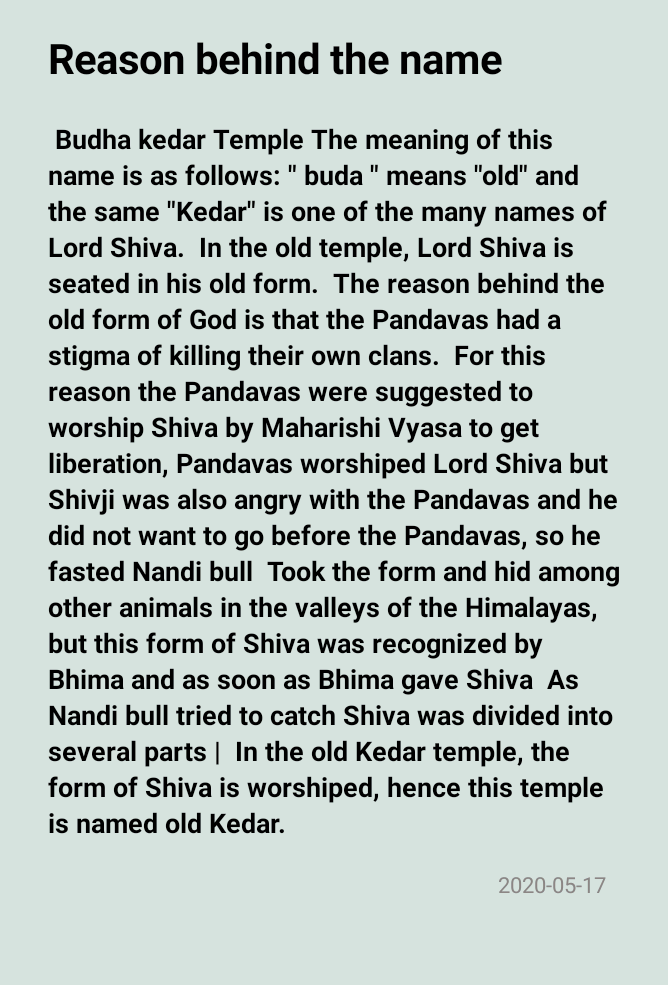 Reason behind the name
Budha kedar Temple The meaning of this
name is as follows: " buda " means "old" and
the same "Kedar" is one of the many names of
Lord Shiva.  In the old temple, Lord Shiva is
seated in his old form.  The reason behind the
old form of God is that the Pandavas had a
stigma of killing their own clans.  For this
reason the Pandavas were suggested to
worship Shiva by Maharishi Vyasa to get
liberation, Pandavas worshiped Lord Shiva but
Shivji was also angry with the Pandavas and he
did not want to go before the Pandavas, so he
fasted Nandi bull  Took the form and hid among
other animals in the valleys of the Himalayas,
but this form of Shiva was recognized by
Bhima and as soon as Bhima gave Shiva  As
Nandi bull tried to catch Shiva was divided into
several parts |  In the old Kedar temple, the
form of Shiva is worshiped, hence this temple
is named old Kedar.
2020-05-17